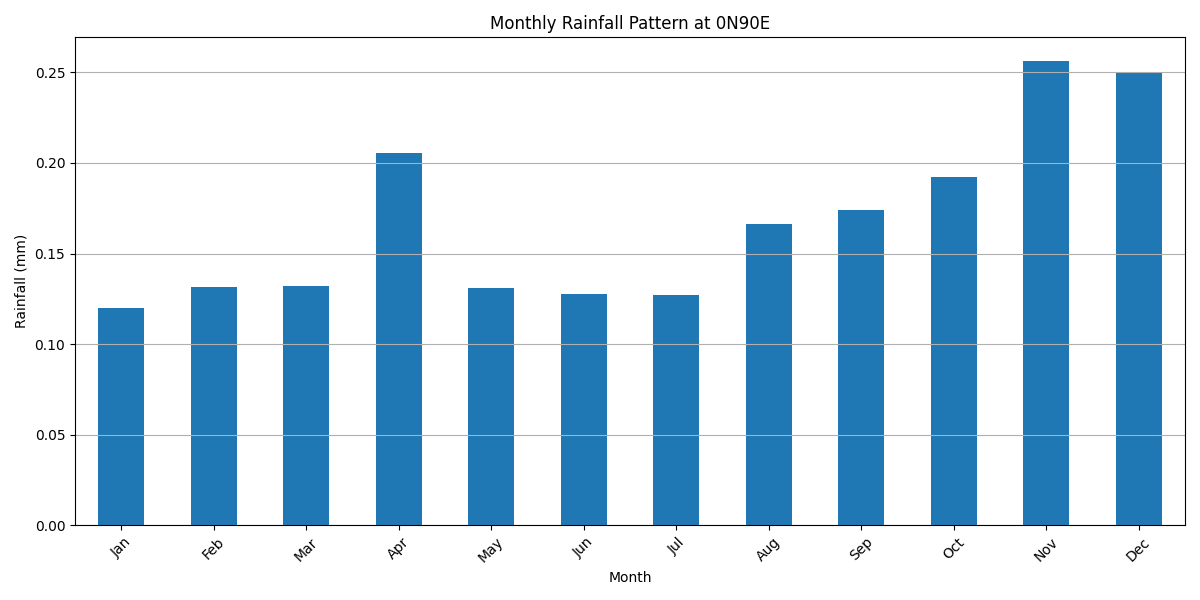 Monthly Rainfall Pattern at 0N90E
0.25
0.20
0.15
0.10
0.05
0.00
Rainfall (mm)
Jan Feb Mar Apr May Jun Jul Aug Sep Oct Nov Dec
Month